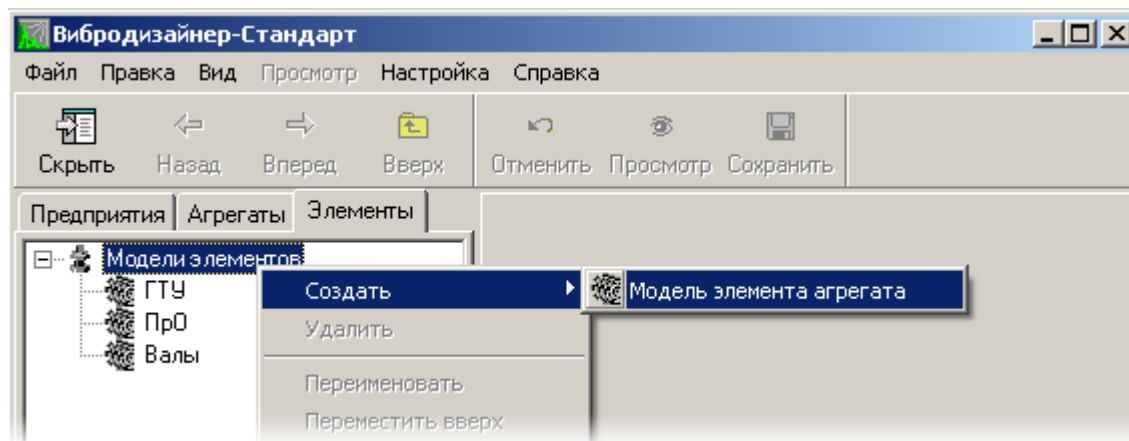 Вибродизайнер-Стандарт
Файл Правка Вид Просмотр Настройка Справка
Скрыть Назад Вперед Вверх Отменить Просмотр Сохранить
Предприятия Агрегаты Элементы
Модели элементов
ГТУ
ПрО
Валы
Создать
Модель элемента агрегата
Удалить
Переименовать
Переместить вверх